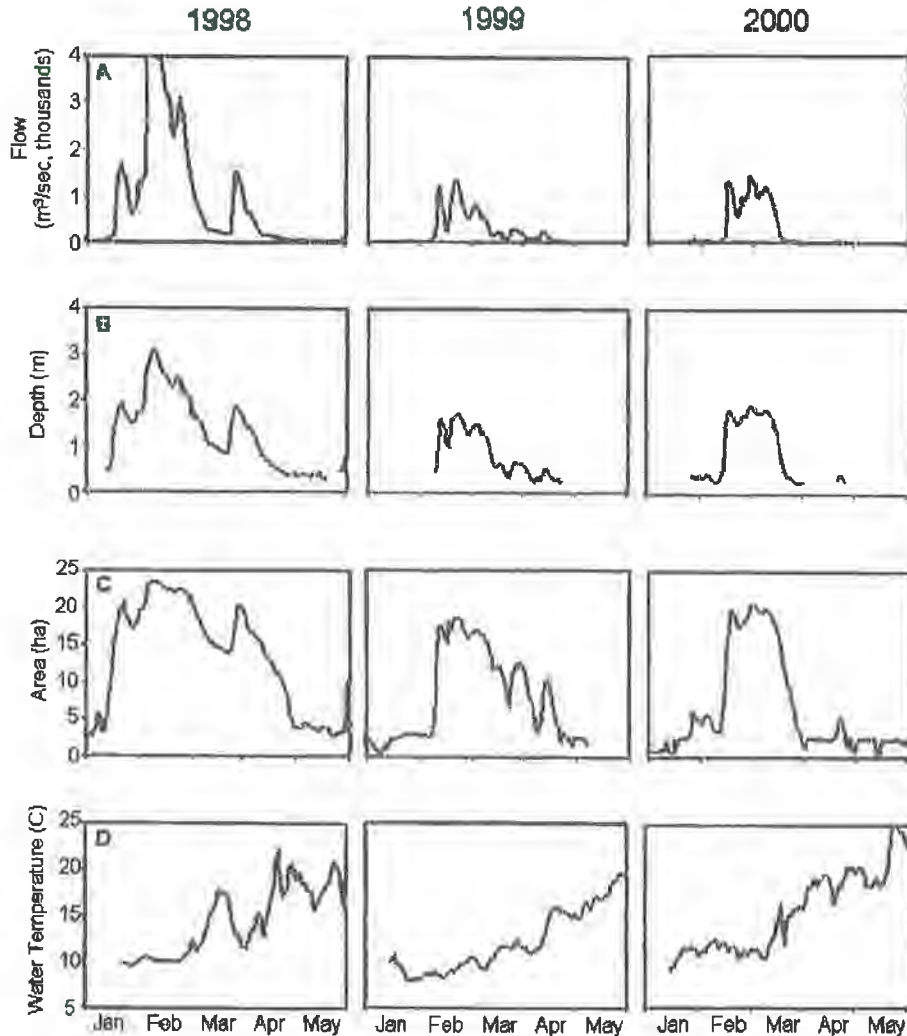 1998 1999 2000
Flow
(m³/sec, thousands)
4
3
2
1
0
A
Depth (m)
4
3
2
1
0
B
Area (ha)
25
20
15
10
5
0
C
Water Temperature (C)
25
20
15
10
5
D
Jan Feb Mar Apr May Jan Feb Mar Apr May Jan Feb Mar Apr May